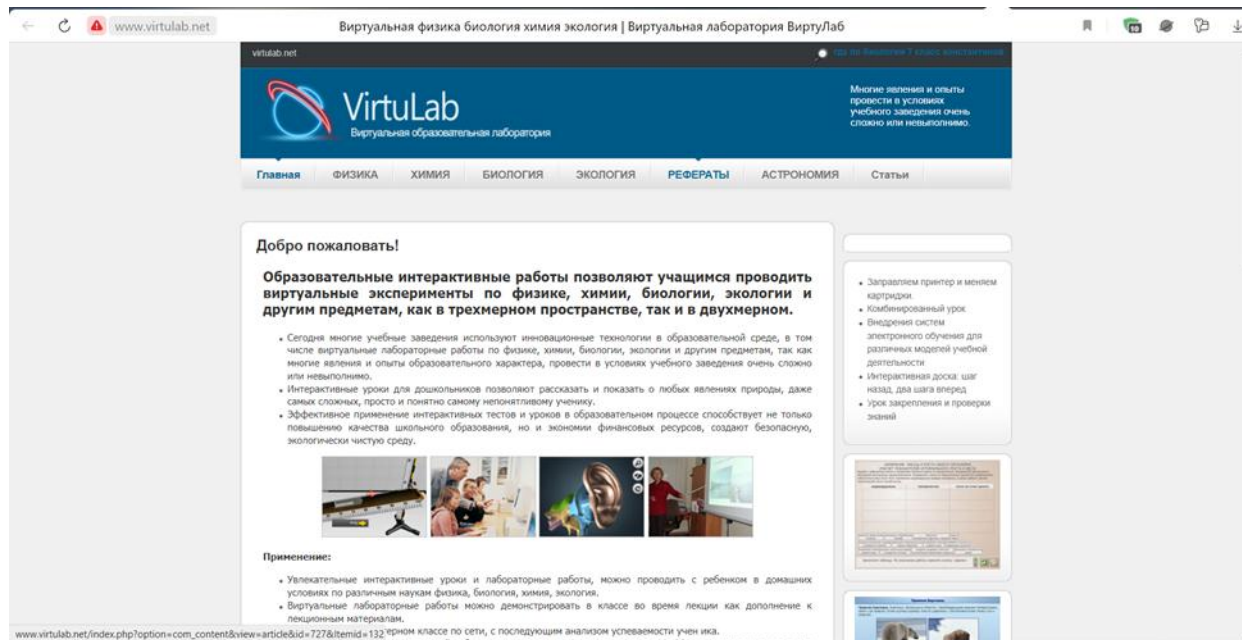 www.virtulab.net
Виртуальная физика биология химия экология | Виртуальная лаборатория ВиртуЛаб
virtulab.net
гдз по биологии 7 класс константинов
VirtuLab
Виртуальная образовательная лаборатория
Многие явления и опыты
провести в условиях
учебного заведения очень
сложно или невыполнимо.
Главная ФИЗИКА ХИМИЯ БИОЛОГИЯ ЭКОЛОГИЯ РЕФЕРАТЫ АСТРОНОМИЯ Статьи
Добро пожаловать!
Образовательные интерактивные работы позволяют учащимся проводить
виртуальные эксперименты по физике, химии, биологии, экологии и
другим предметам, как в трехмерном пространстве, так и в двухмерном.
Сегодня многие учебные заведения используют инновационные технологии в образовательной среде, в том
числе виртуальные лабораторные работы по физике, химии, биологии, экологии и другим предметам, так как
многие явления и опыты образовательного характера, провести в условиях учебного заведения очень сложно
или невыполнимо.
Интерактивные уроки для дошкольников позволяют рассказать и показать о любых явлениях природы, даже
самых сложных, просто и понятно самому непонятливому ученику.
Эффективное применение интерактивных тестов и уроков в образовательном процессе способствует не только
повышению качества школьного образования, но и экономии финансовых ресурсов, создают безопасную,
экологически чистую среду.
Применение:
Увлекательные интерактивные уроки и лабораторные работы, можно проводить с ребенком в домашних
условиях по различным наукам физика, биология, химия, экология.
Виртуальные лабораторные работы можно демонстрировать в классе во время лекции как дополнение к
лекционным материалам.
ерном классе по сети, с последующим анализом успеваемости учен ика.
www.virtulab.net/index.php?option=com_content&view=article&id=727&Itemid=132
Заправляем принтер и меняем
картриджи.
Комбинированный урок
Внедрения систем
электронного обучения для
различных моделей учебной
деятельности
Интерактивная доска: шаг
назад, два шага вперед
Урок закрепления и проверки
знаний